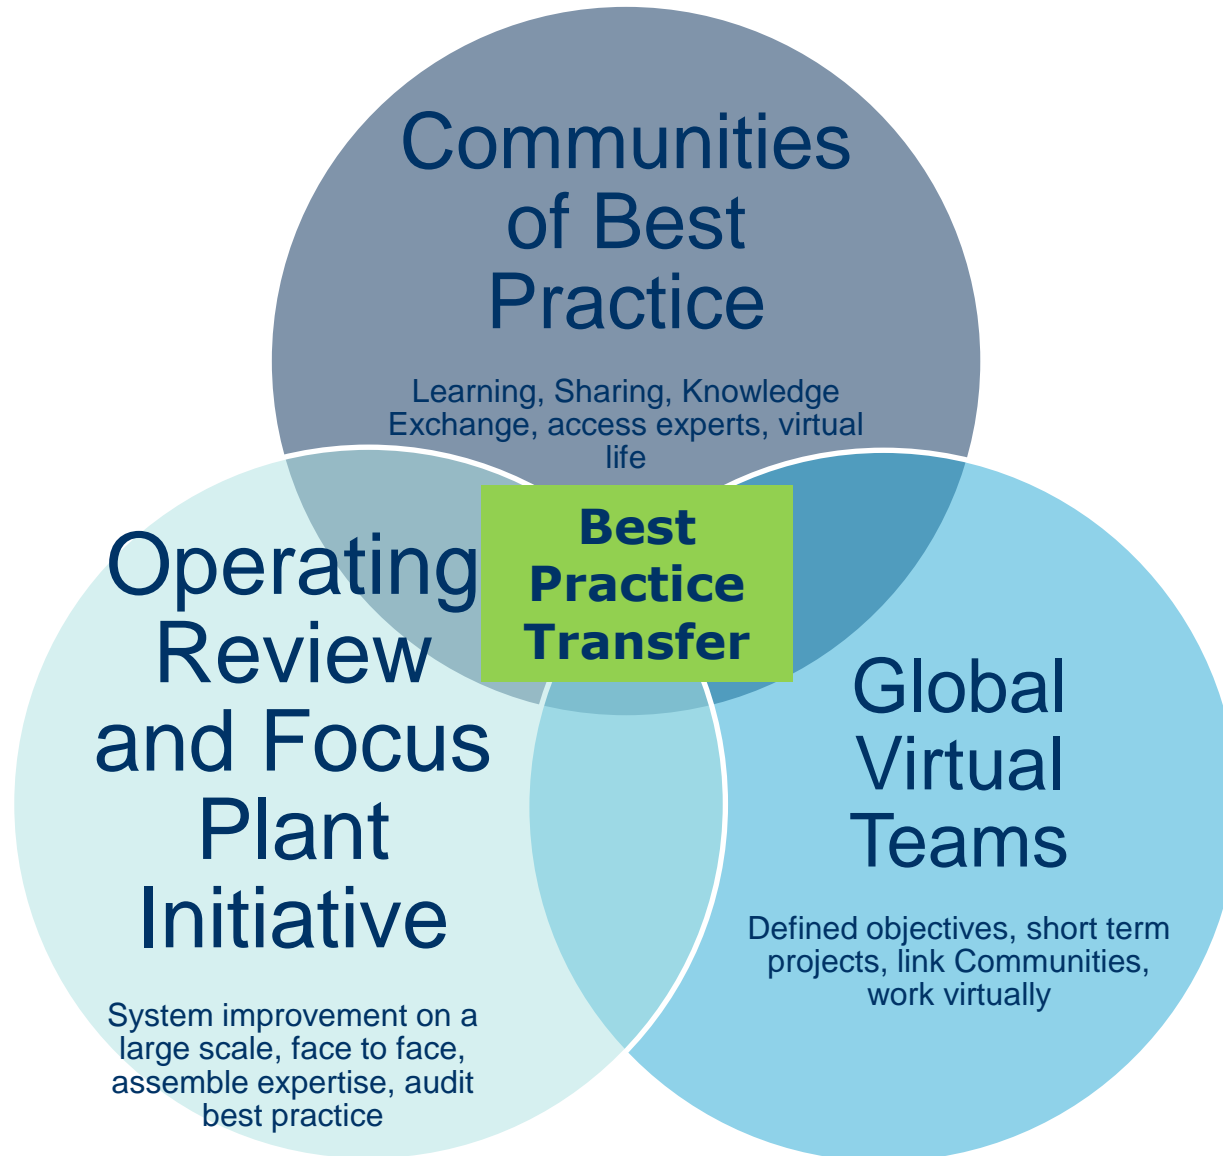 Communities
of Best
Practice
Learning, Sharing, Knowledge
Exchange, access experts, virtual
life
Best
Practice
Transfer
Operating
Review
and Focus
Plant
Initiative
System improvement on a
large scale, face to face,
assemble expertise, audit
best practice
Global
Virtual
Teams
Defined objectives, short term
projects, link Communities,
work virtually